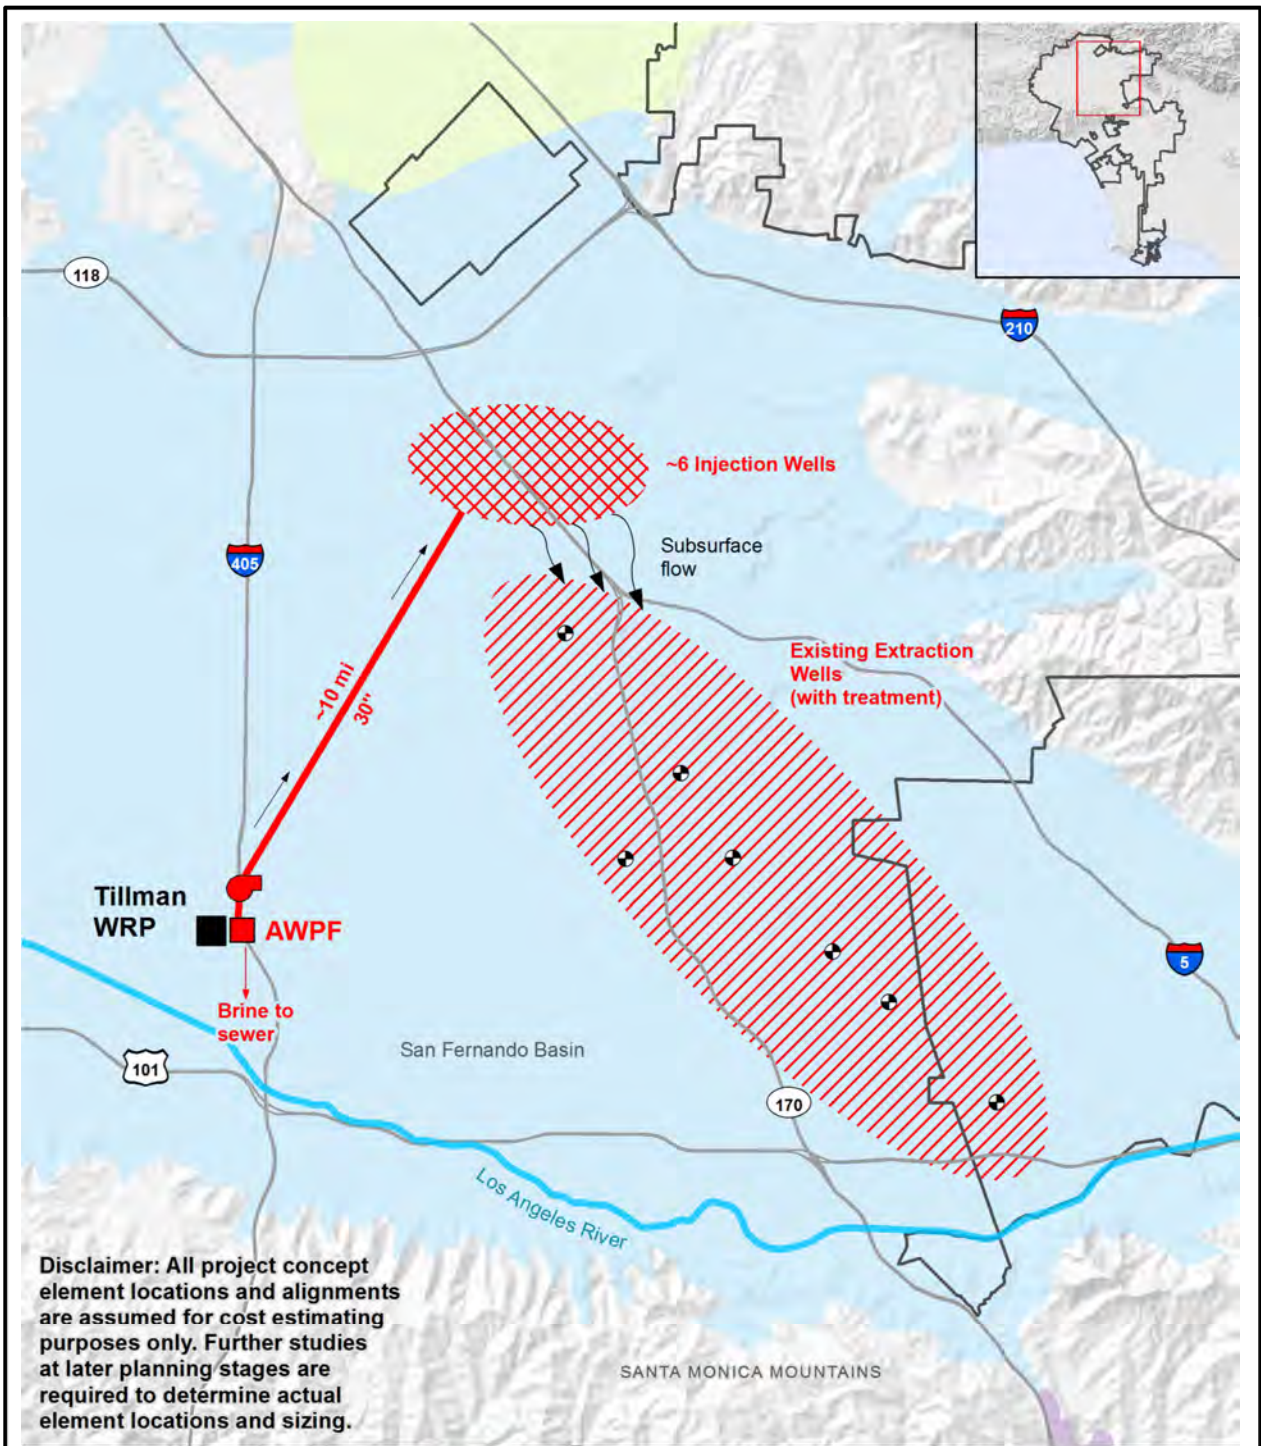 118
210
~6 Injection Wells
Subsurface
flow
405
Existing Extraction
Wells
(with treatment)
~10 mi
30"
Tillman
WRP
AWPF
Brine to
sewer
5
San Fernando Basin
101
170
Los Angeles River
Disclaimer: All project concept
element locations and alignments
are assumed for cost estimating
purposes only. Further studies
at later planning stages are
required to determine actual
element locations and sizing.
SANTA MONICA MOUNTAINS